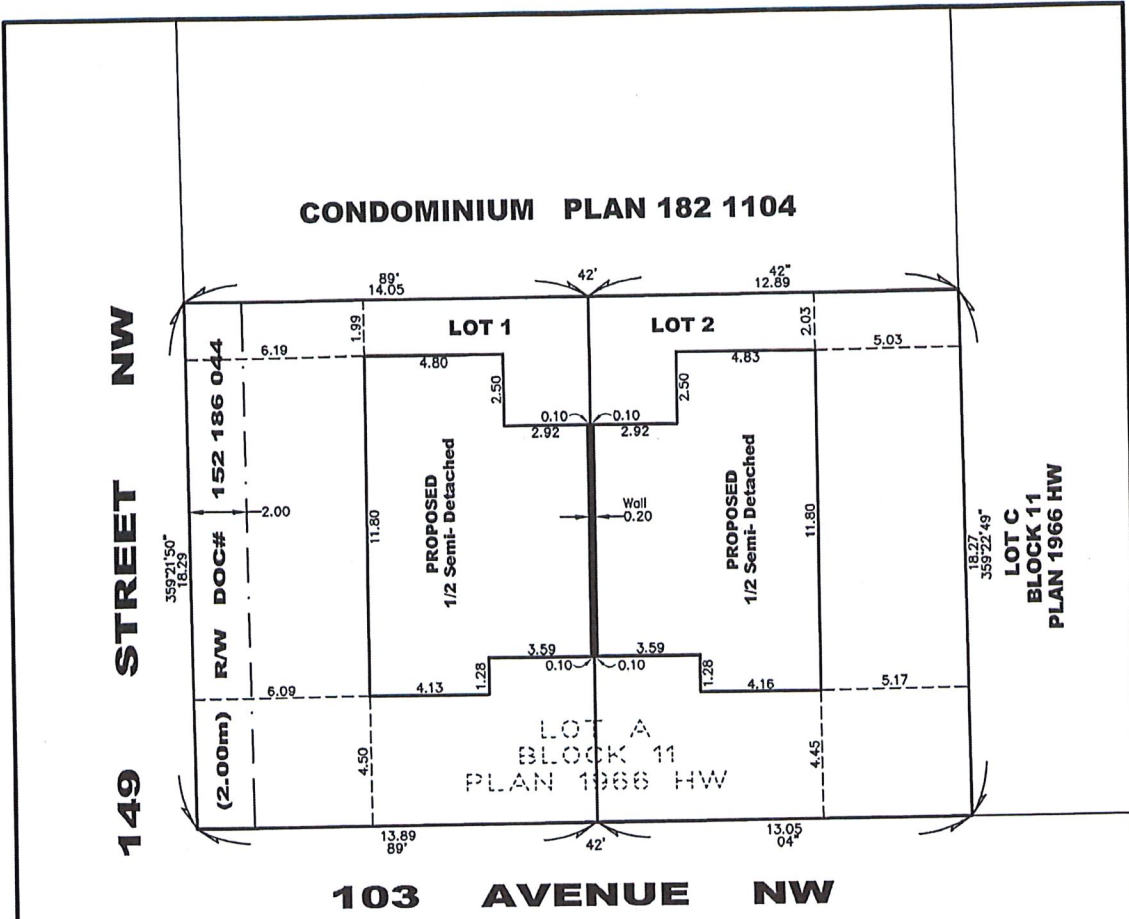 CONDOMINIUM PLAN 182 1104
89' 42' 42"
14.05 12.89
LOT 1 LOT 2
1.99 2.03
6.19 4.80 4.83 5.03
2.50 2.50
0.10 0.10
2.92 2.92
149 STREET NW
359°21'50"
18.29
(2.00m) R/W DOC# 152 186 044
2.00
11.80
PROPOSED
1/2 Semi- Detached
Wall
0.20
PROPOSED
1/2 Semi- Detached
11.80
18.27
359°22'49"
LOT C
BLOCK 11
PLAN 1966 HW
3.59 3.59
0.10 0.10
1.28 1.28
6.09 4.13 4.16 5.17
4.50 4.45
LOT A
BLOCK 11
PLAN 1966 HW
13.89 13.05
89' 42' 04"
103 AVENUE NW